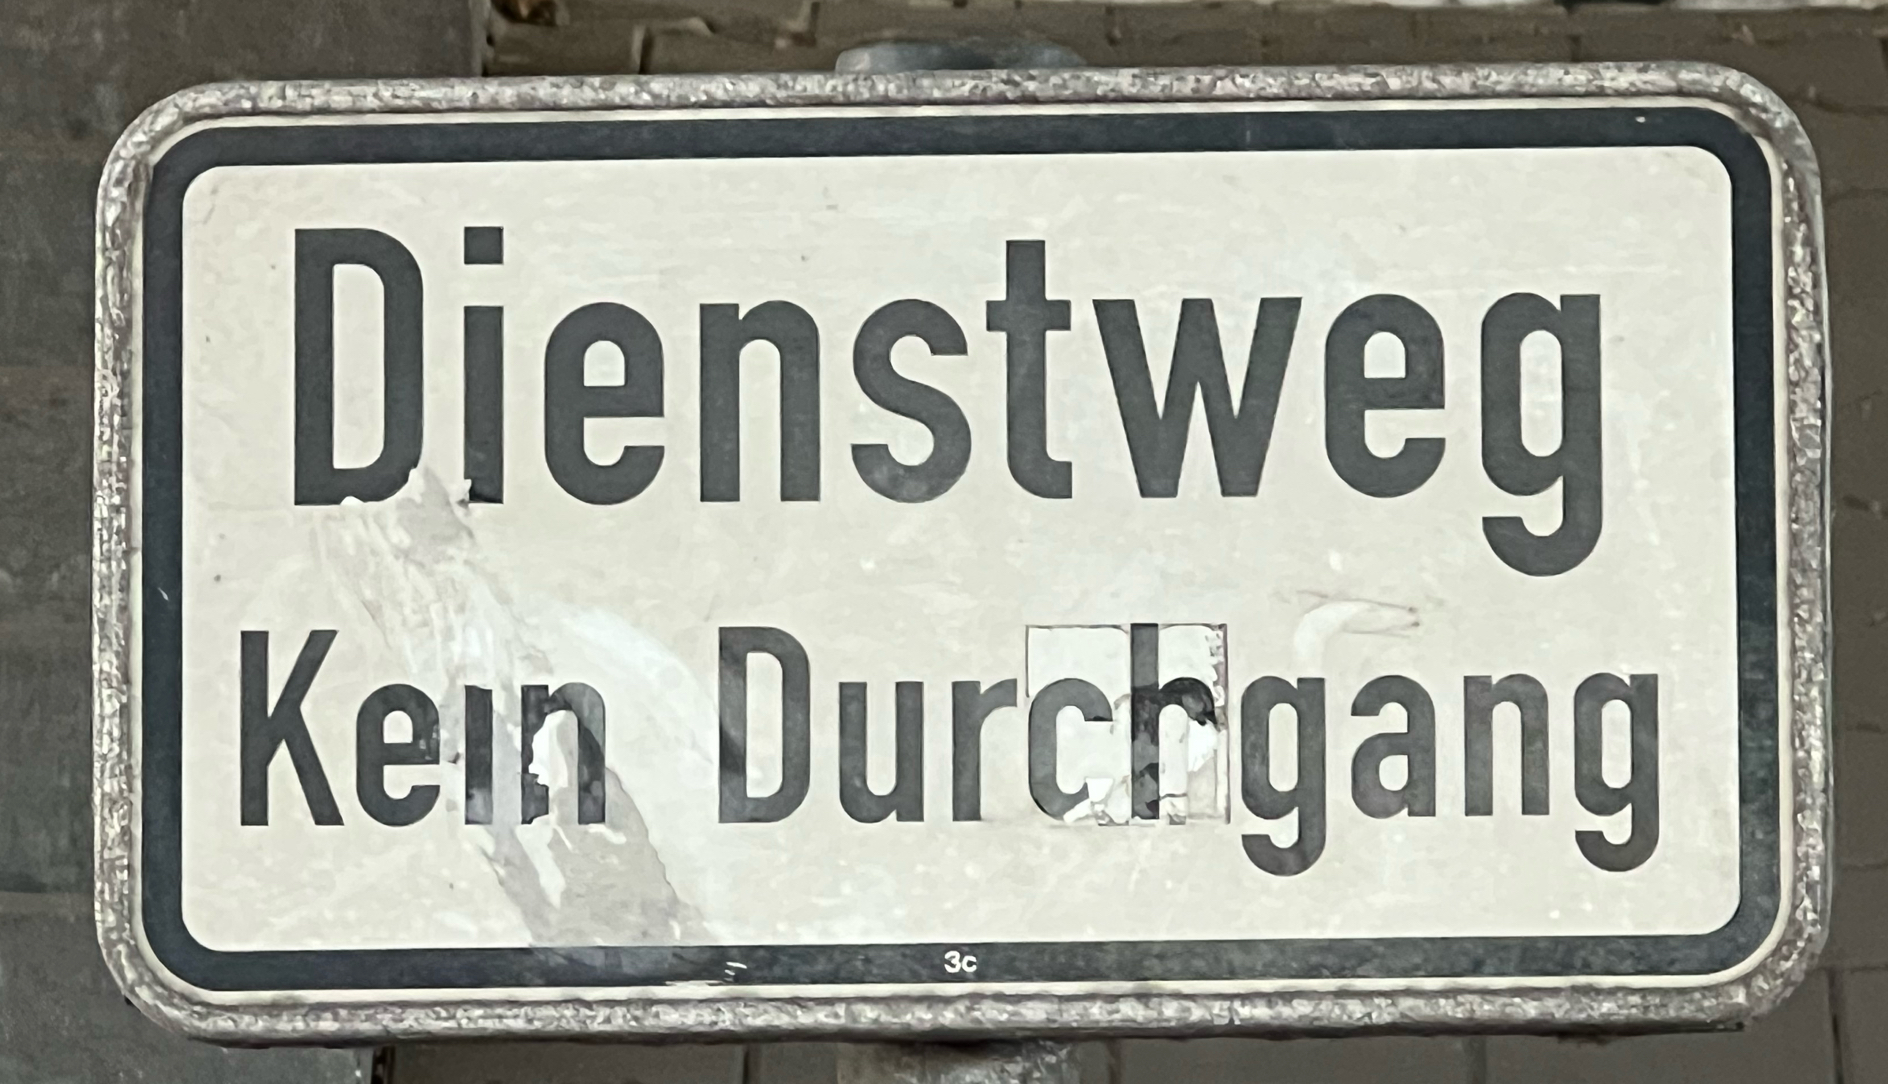 Dienstweg
Kein Durchgang
3c